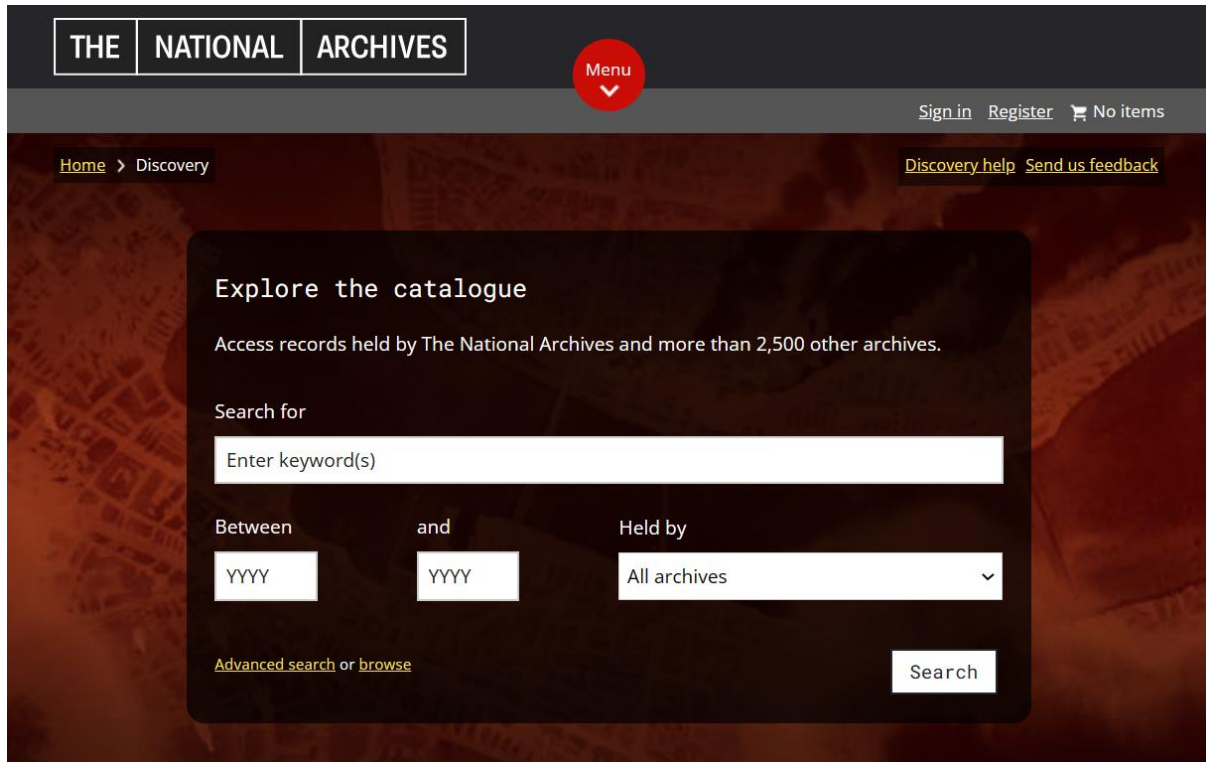 THE NATIONAL ARCHIVES
Menu
Sign in Register No items
Home > Discovery Discovery help Send us feedback
Explore the catalogue
Access records held by The National Archives and more than 2,500 other archives.
Search for
Enter keyword(s)
Between and Held by
YYYY YYYY All archives
Advanced search or browse Search